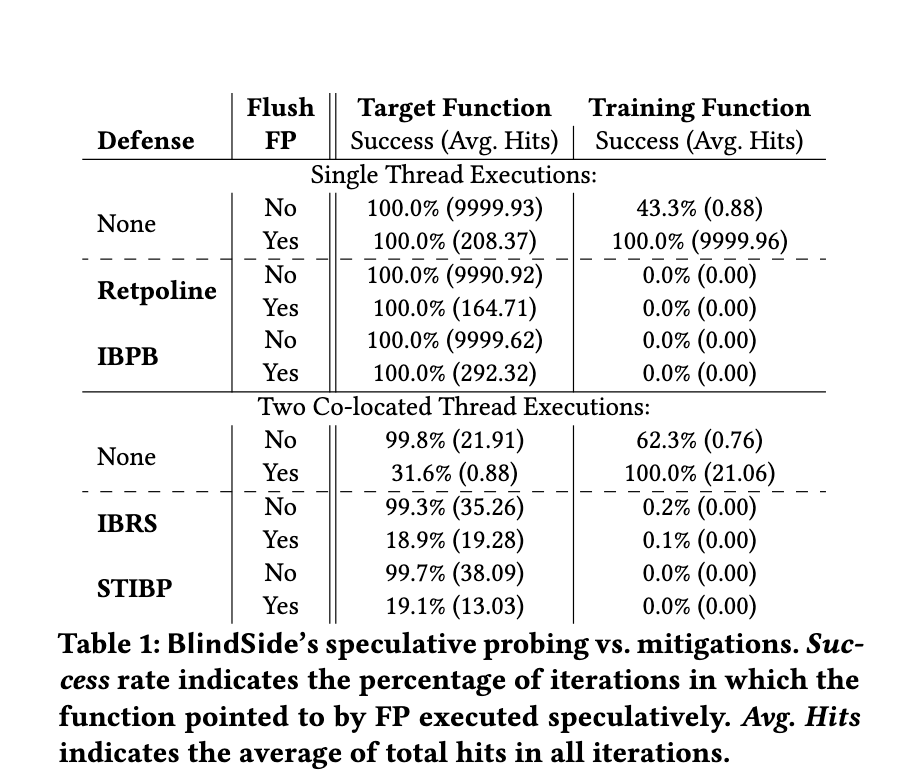 Flush Target Function Training Function
Defense FP Success (Avg. Hits) Success (Avg. Hits)
Single Thread Executions:
None No 100.0% (9999.93) 43.3% (0.88)
Yes 100.0% (208.37) 100.0% (9999.96)
Retpoline No 100.0% (9990.92) 0.0% (0.00)
Yes 100.0% (164.71) 0.0% (0.00)
IBPB No 100.0% (9999.62) 0.0% (0.00)
Yes 100.0% (292.32) 0.0% (0.00)
Two Co-located Thread Executions:
None No 99.8% (21.91) 62.3% (0.76)
Yes 31.6% (0.88) 100.0% (21.06)
IBRS No 99.3% (35.26) 0.2% (0.00)
Yes 18.9% (19.28) 0.1% (0.00)
STIBP No 99.7% (38.09) 0.0% (0.00)
Yes 19.1% (13.03) 0.0% (0.00)
Table 1: BlindSide's speculative probing vs. mitigations. Suc-
cess rate indicates the percentage of iterations in which the
function pointed to by FP executed speculatively. Avg. Hits
indicates the average of total hits in all iterations.